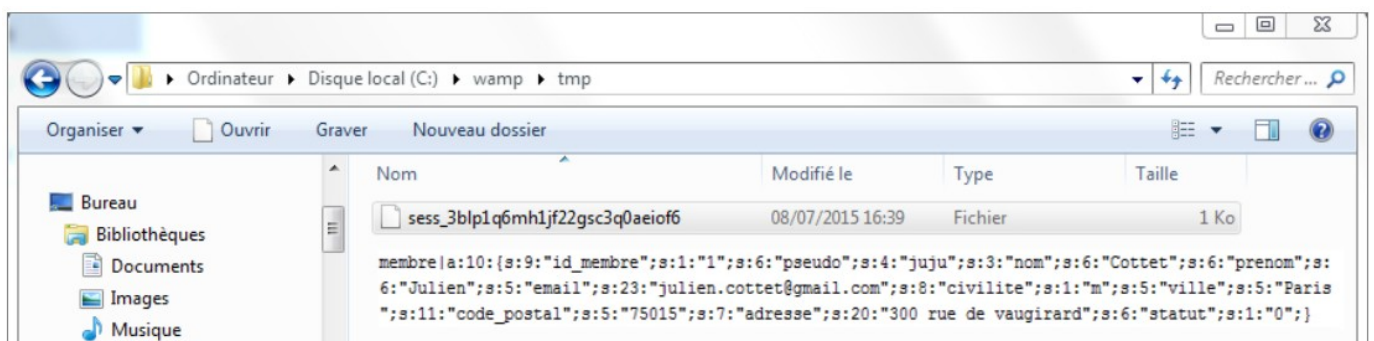 Ordinateur ▸ Disque local (C:) ▸ wamp ▸ tmp
Rechercher ...
Organiser Ouvrir Graver Nouveau dossier
Nom Modifié le Type Taille
Bureau
sess_3blp1q6mh1jf22gsc3q0aeiof6 08/07/2015 16:39 Fichier 1 Ko
Bibliothèques
Documents
Images
Musique
membre|a:10:{s:9:"id_membre";s:1:"1";s:6:"pseudo";s:4:"juju";s:3:"nom";s:6:"Cottet";s:6:"prenom";s:
6:"Julien";s:5:"email";s:23:"julien.cottet@gmail.com";s:8:"civilite";s:1:"m";s:5:"ville";s:5:"Paris
";s:11:"code_postal";s:5:"75015";s:7:"adresse";s:20:"300 rue de vaugirard";s:6:"statut";s:1:"0";}